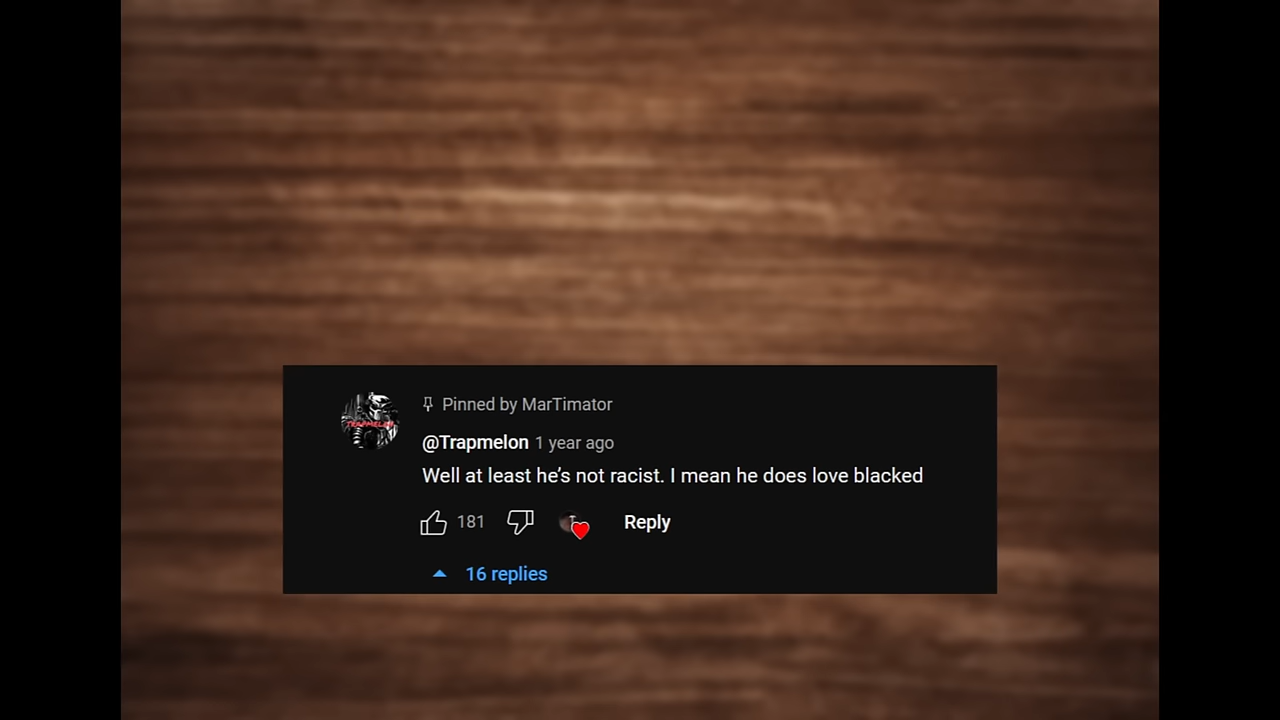 Pinned by MarTimator
@Trapmelon 1 year ago
Well at least he's not racist. I mean he does love blacked
181 Reply
16 replies
TRAPMELON